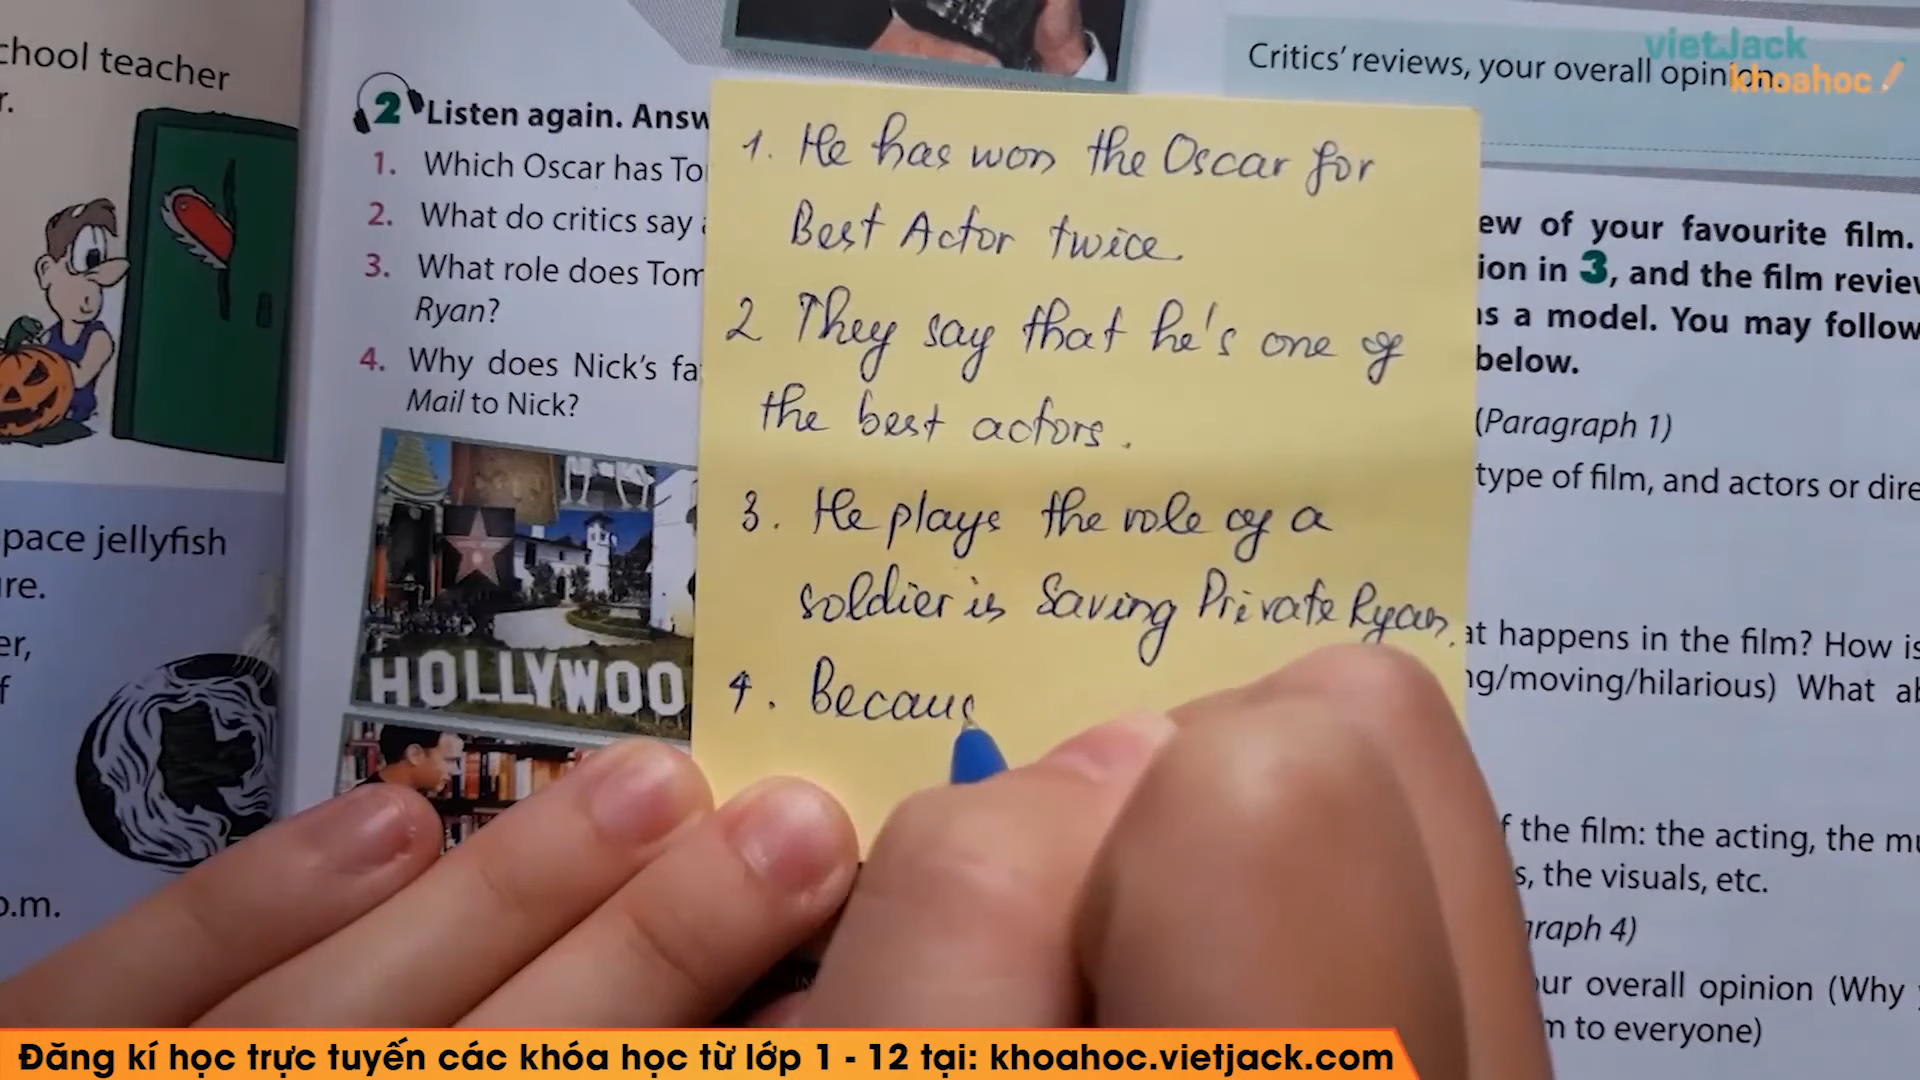 chool teacher
r.
2 Listen again. Answ
1. Which Oscar has To
2. What do critics say
3. What role does Tom
Ryan?
4. Why does Nick's fa
Mail to Nick?
HOLLYWOO
pace jellyfish
re.
er,
f
p.m.
1. He has won the Oscar for
Best Actor twice.
2 They say that he's one of
the best actors.
3. He plays the role of a
soldier is Saving Private Ryan.
4. Becaus
vietJack
khoahoc
Critics' reviews, your overall opinion.
ew of your favourite film.
ion in 3, and the film review
as a model. You may follow
below.
(Paragraph 1)
type of film, and actors or dire
at happens in the film? How is
ng/moving/hilarious) What ab
f the film: the acting, the mu
s, the visuals, etc.
graph 4)
our overall opinion (Why
m to everyone)
Đăng kí học trực tuyến các khóa học từ lớp 1 - 12 tại: khoahoc.vietjack.com